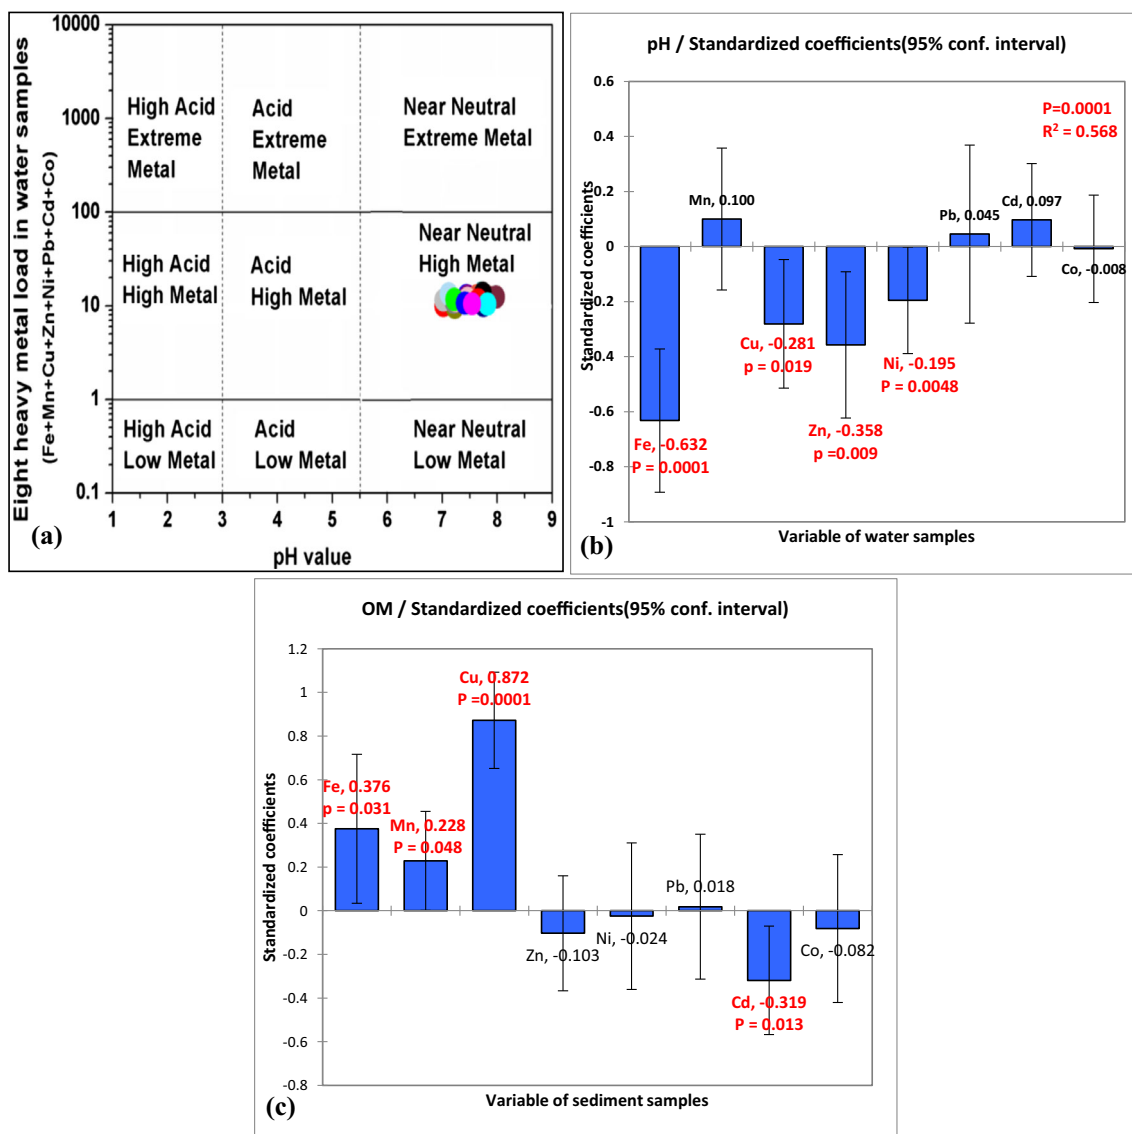 Eight heavy metal load in water samples
(Fe+Mn+Cu+Zn+Ni+Pb+Cd+Co)
10000
1000
100
10
1
0.1
High Acid
Extreme
Metal
Acid
Extreme
Metal
Near Neutral
Extreme Metal
High Acid
High Metal
Acid
High Metal
Near Neutral
High Metal
High Acid
Low Metal
Acid
Low Metal
Near Neutral
Low Metal
1 2 3 4 5 6 7 8 9
pH value
(a)
pH / Standardized coefficients(95% conf. interval)
P=0.0001
R² = 0.568
Standardized coefficients
0.6
0.4
0.2
0
-0.2
-0.4
-0.6
-0.8
-1
Fe, -0.632
P = 0.0001
Mn, 0.100
Cu, -0.281
p = 0.019
Zn, -0.358
p =0.009
Ni, -0.195
P = 0.0048
Pb, 0.045
Cd, 0.097
Co, -0.008
Variable of water samples
(b)
OM / Standardized coefficients(95% conf. interval)
Standardized coefficients
1.2
1
0.8
0.6
0.4
0.2
0
-0.2
-0.4
-0.6
-0.8
Fe, 0.376
p = 0.031
Mn, 0.228
P = 0.048
Cu, 0.872
P =0.0001
Zn, -0.103
Ni, -0.024
Pb, 0.018
Cd, -0.319
P = 0.013
Co, -0.082
Variable of sediment samples
(c)